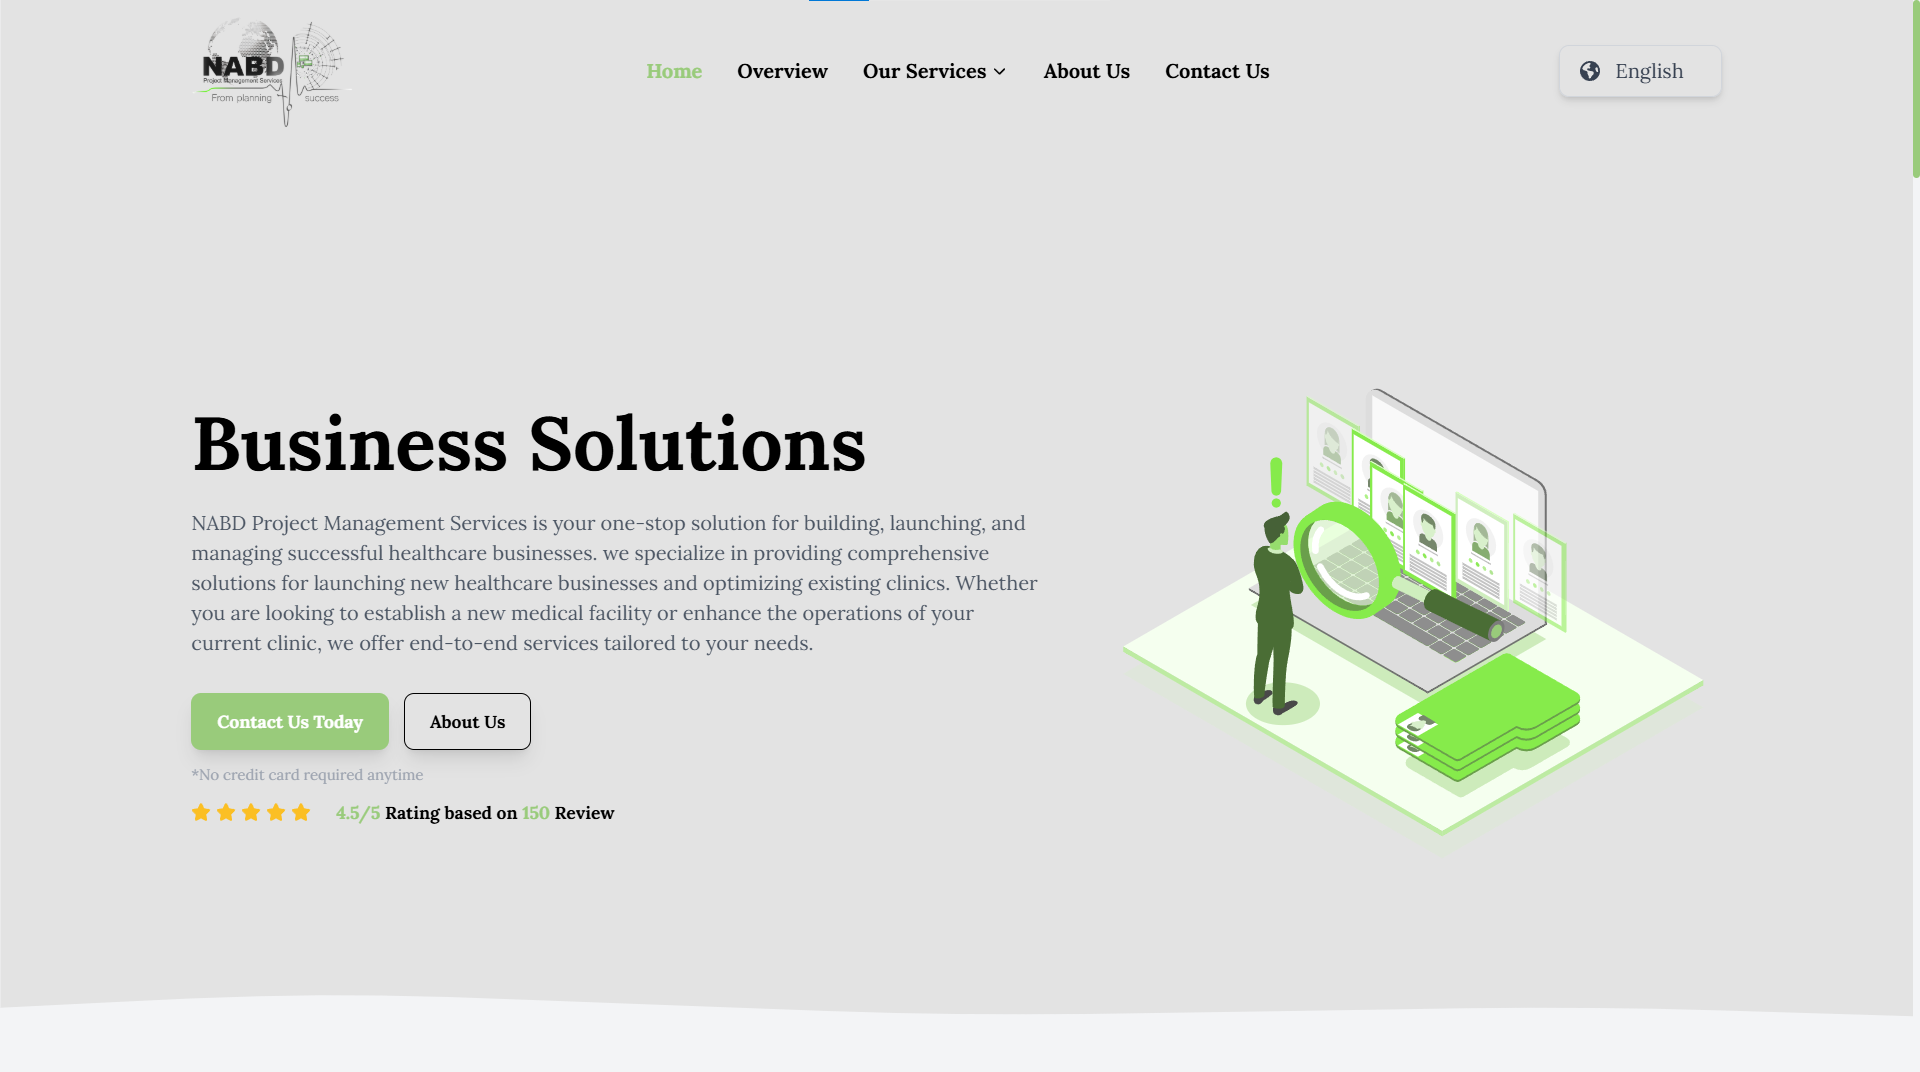 NABD
Project Management Services
From planning success
Home
Overview
Our Services
About Us
Contact Us
English
Business Solutions
NABD Project Management Services is your one-stop solution for building, launching, and
managing successful healthcare businesses. we specialize in providing comprehensive
solutions for launching new healthcare businesses and optimizing existing clinics. Whether
you are looking to establish a new medical facility or enhance the operations of your
current clinic, we offer end-to-end services tailored to your needs.
Contact Us Today
About Us
*No credit card required anytime
4.5/5 Rating based on 150 Review